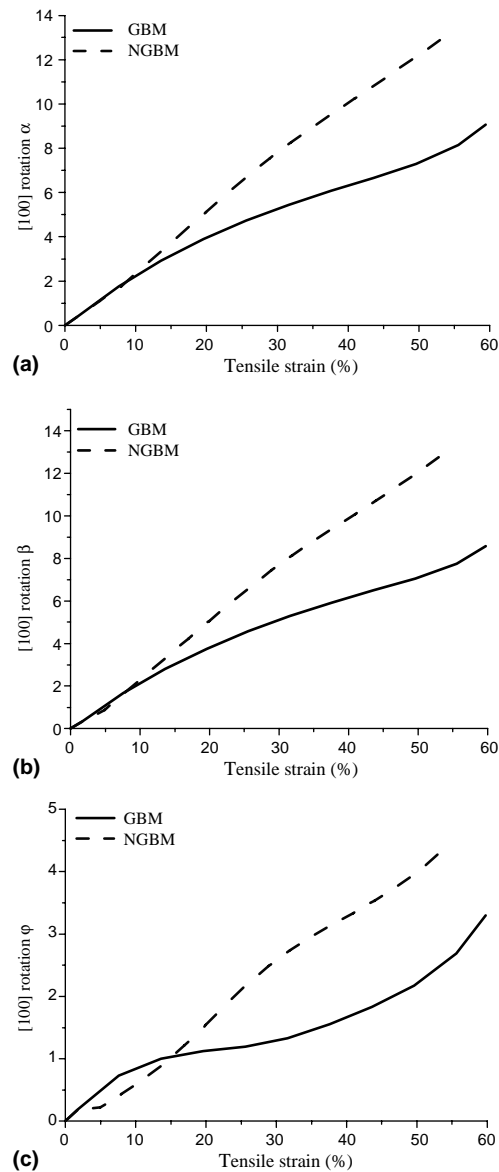 GBM
NGBM
14
12
10
8
6
4
2
0
[100] rotation α
0 10 20 30 40 50 60
Tensile strain (%)
(a)
GBM
NGBM
14
12
10
8
6
4
2
0
[100] rotation β
0 10 20 30 40 50 60
Tensile strain (%)
(b)
GBM
NGBM
5
4
3
2
1
0
[100] rotation φ
0 10 20 30 40 50 60
Tensile strain (%)
(c)